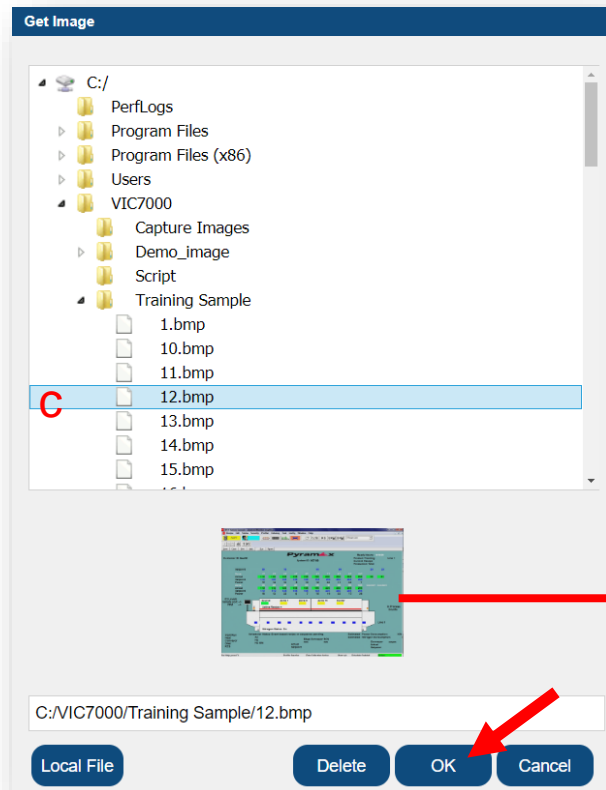 Get Image
C:/
PerfLogs
Program Files
Program Files (x86)
Users
VIC7000
Capture Images
Demo_image
Script
Training Sample
1.bmp
10.bmp
11.bmp
C 12.bmp
13.bmp
14.bmp
15.bmp
Pyramax
C:/VIC7000/Training Sample/12.bmp
Local File Delete OK Cancel